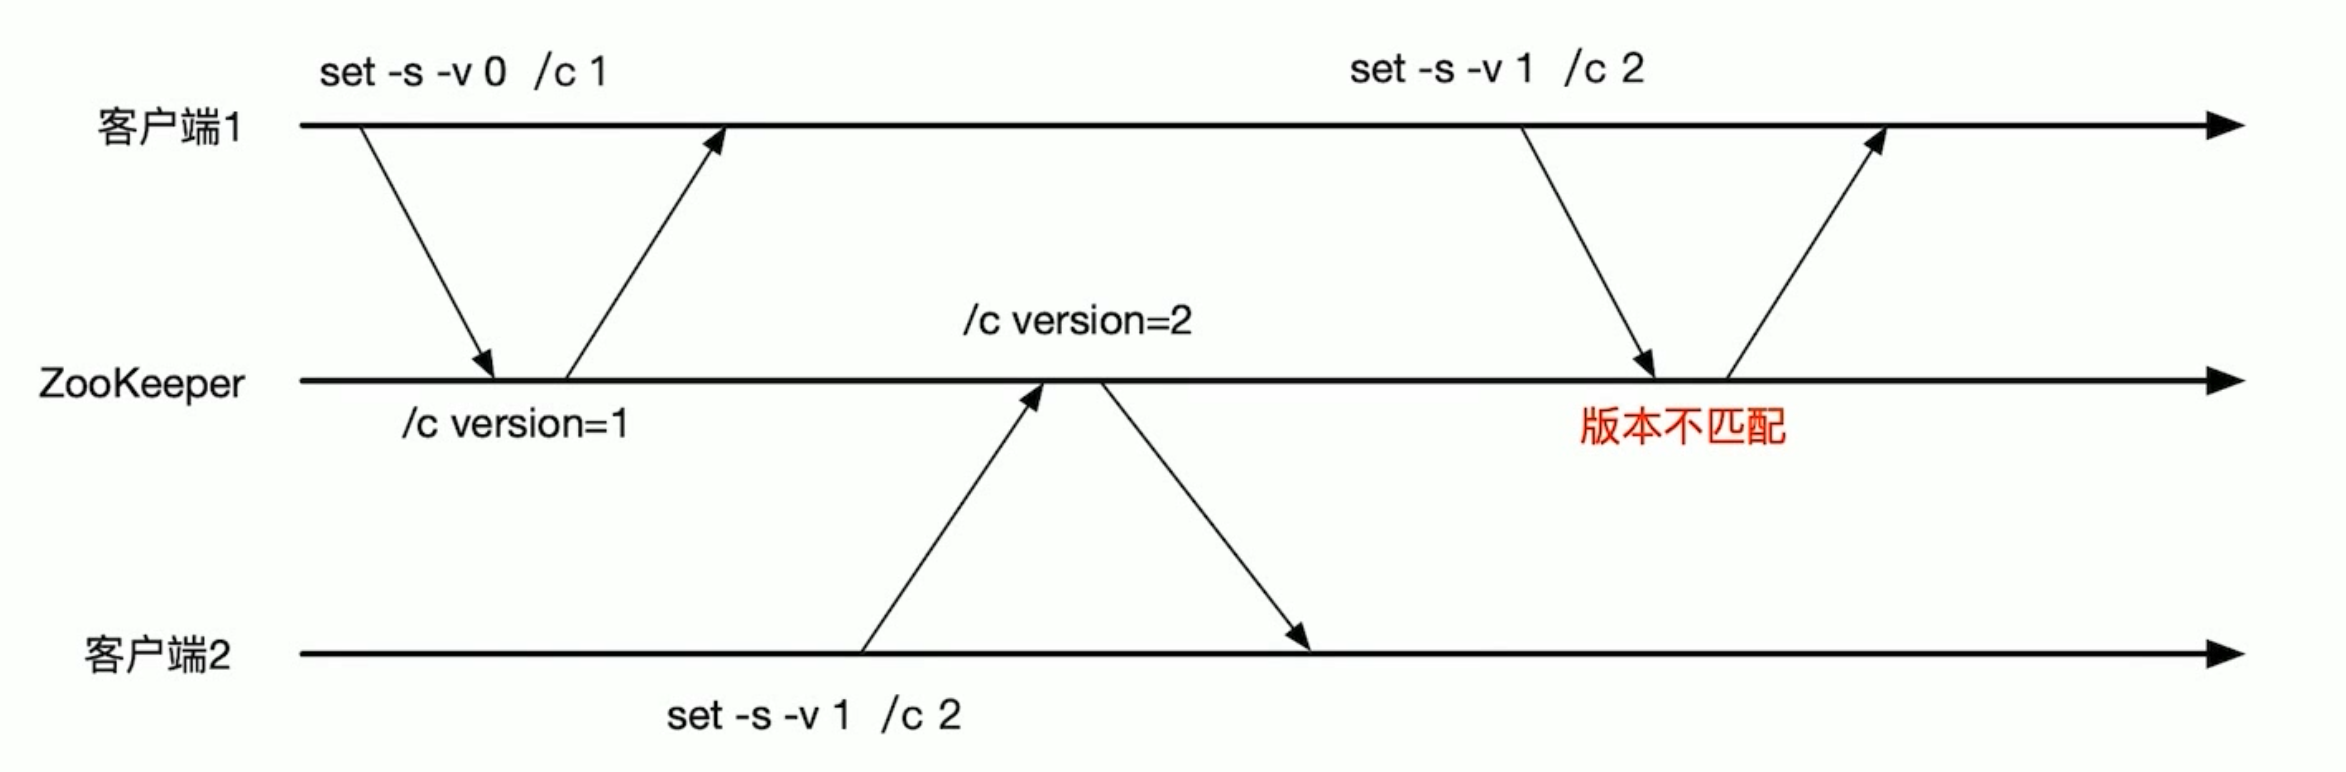 set -s -v 0 /c 1
set -s -v 1 /c 2
客户端1
/c version=2
ZooKeeper
/c version=1
版本不匹配
客户端2
set -s -v 1 /c 2